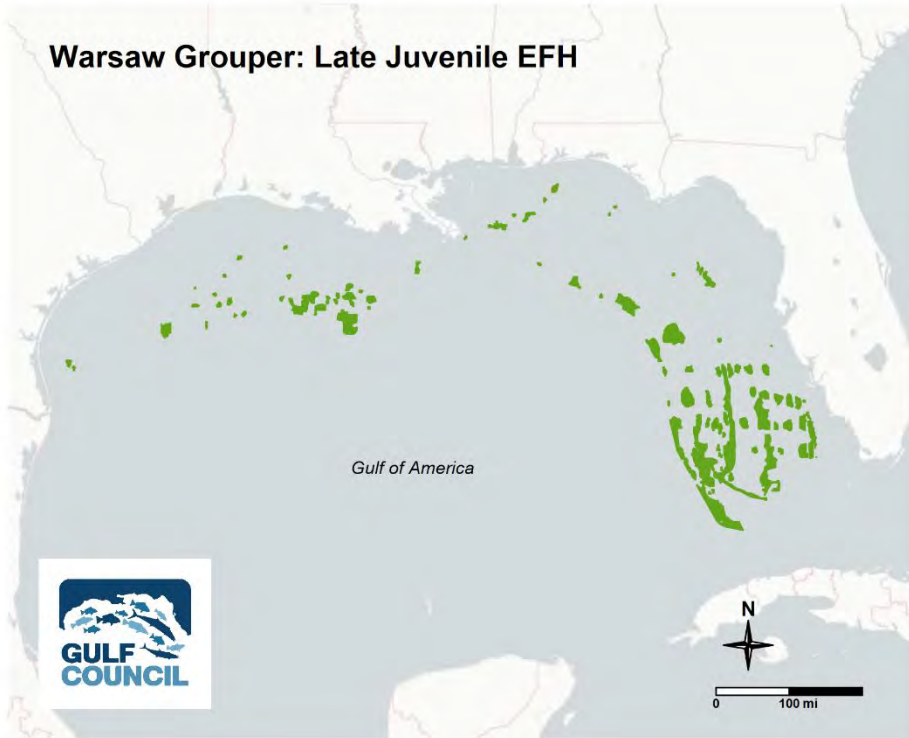 Warsaw Grouper: Late Juvenile EFH
Gulf of America
GULF
COUNCIL
N
0 100 mi